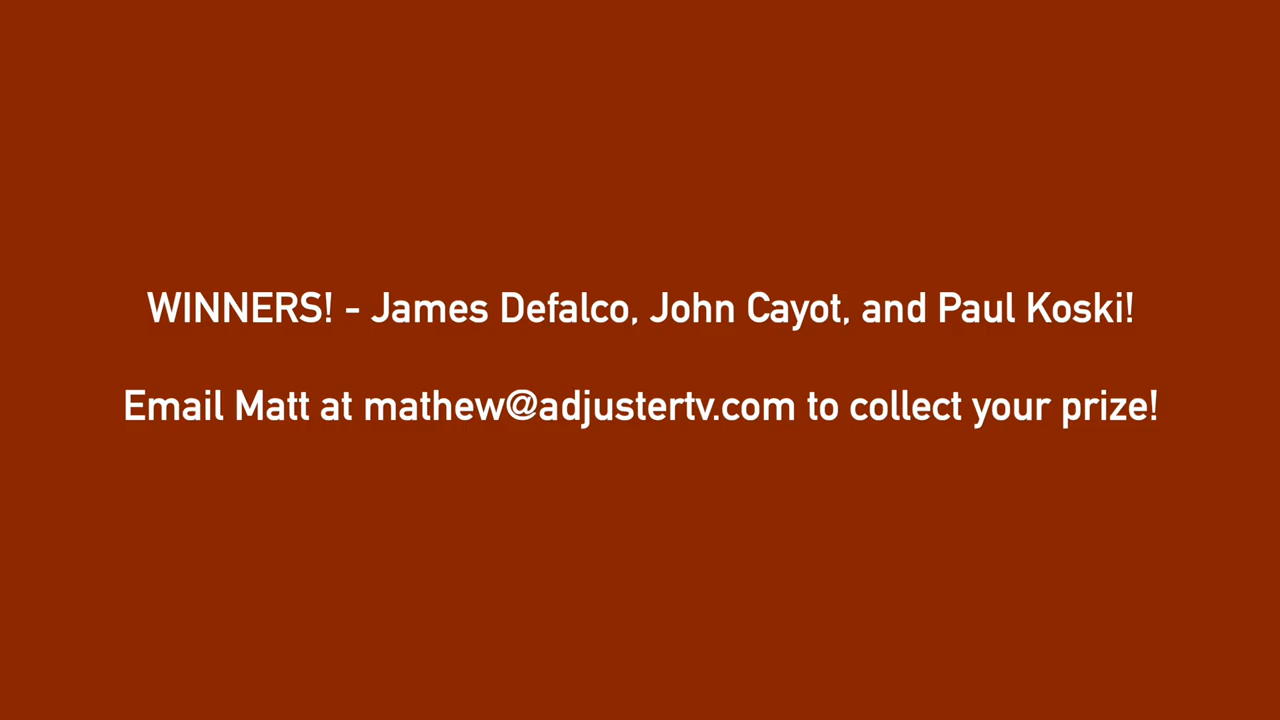 WINNERS! - James Defalco, John Cayot, and Paul Koski!
Email Matt at mathew@adjustertv.com to collect your prize!